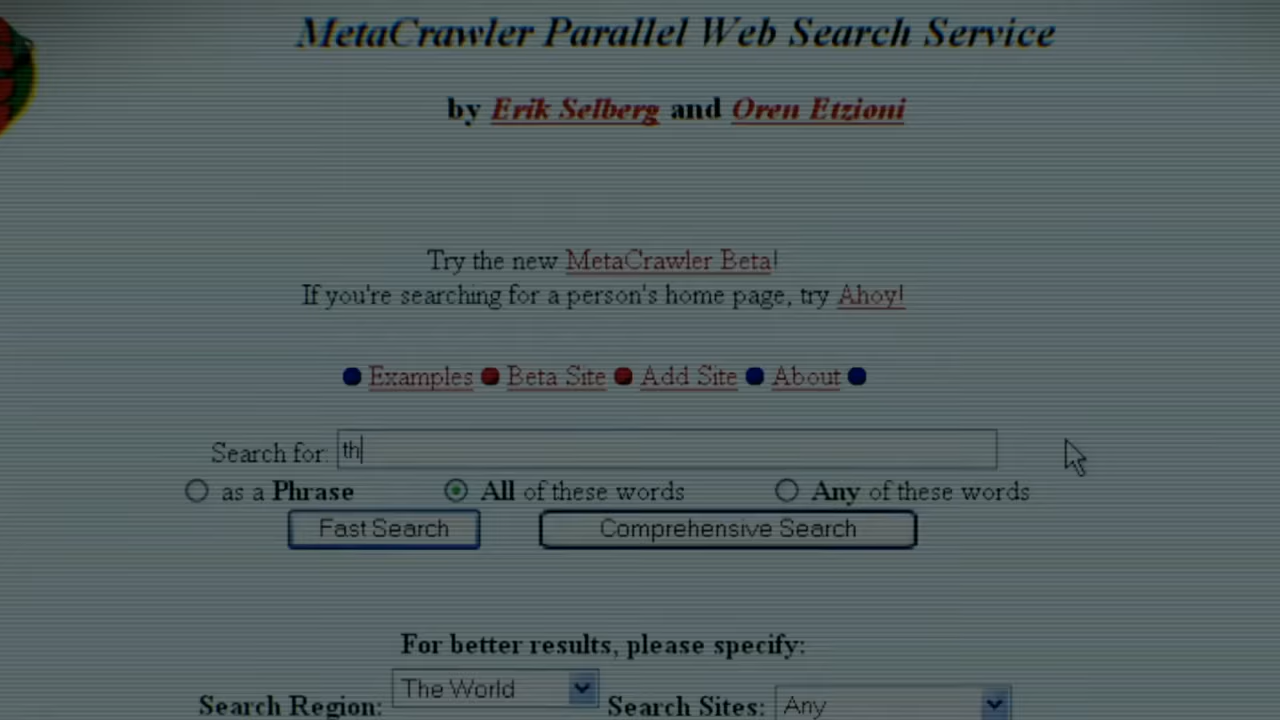 MetaCrawler Parallel Web Search Service
by Erik Selberg and Oren Etzioni
Try the new MetaCrawler Beta!
If you're searching for a person's home page, try Ahoy!
Examples Beta Site Add Site About
Search for: th
as a Phrase All of these words Any of these words
Fast Search Comprehensive Search
For better results, please specify:
Search Region: The World Search Sites: Any